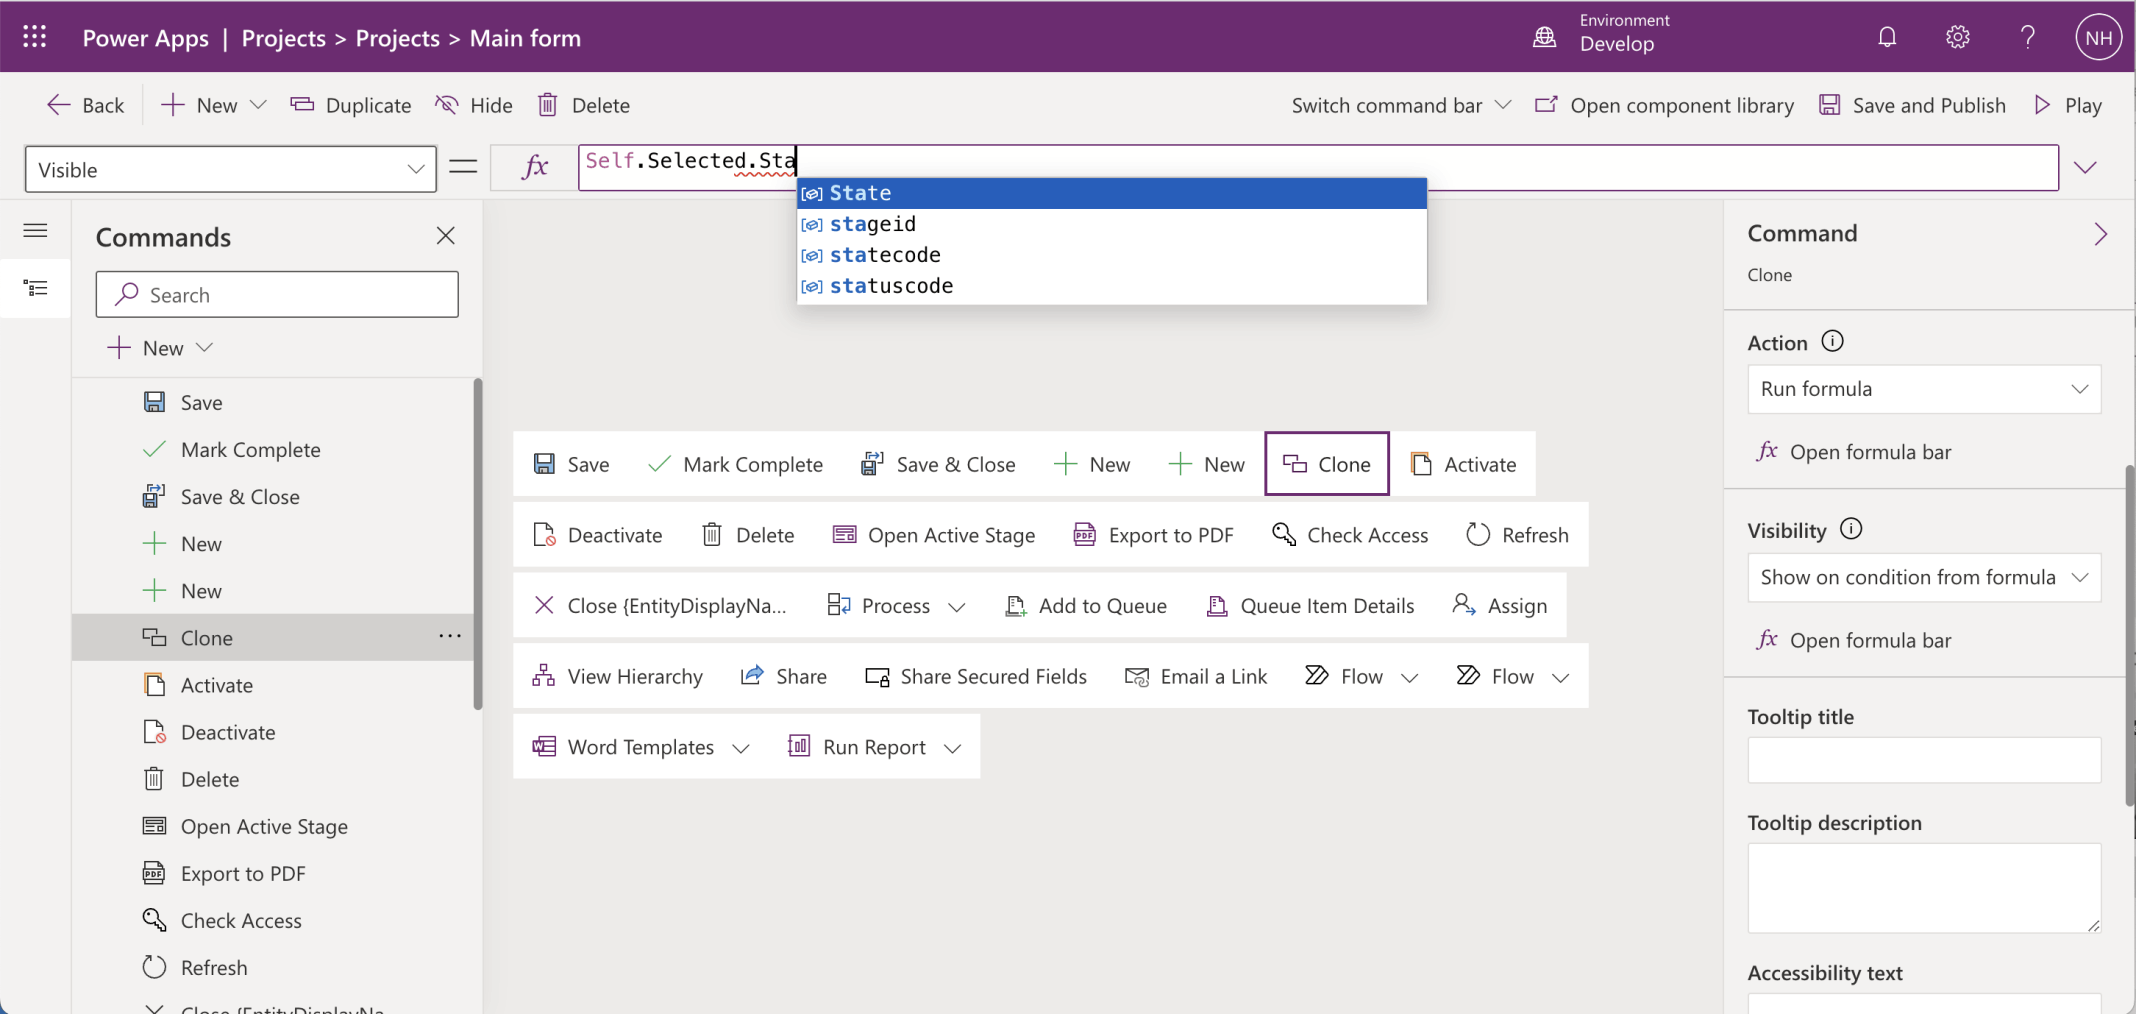 Power Apps | Projects > Projects > Main form
Environment
Develop
NH
Back
New
Duplicate
Hide
Delete
Switch command bar
Open component library
Save and Publish
Play
Visible
=
fx
Self.Selected.Sta
State
stageid
statecode
statuscode
Commands
Search
New
Save
Mark Complete
Save & Close
New
New
Clone
Activate
Deactivate
Delete
Open Active Stage
Export to PDF
Check Access
Refresh
Close {EntityDisplayNa
Save
Mark Complete
Save & Close
New
New
Clone
Activate
Deactivate
Delete
Open Active Stage
Export to PDF
Check Access
Refresh
Close {EntityDisplayNa...
Process
Add to Queue
Queue Item Details
Assign
View Hierarchy
Share
Share Secured Fields
Email a Link
Flow
Flow
Word Templates
Run Report
Command
Clone
Action
Run formula
fx Open formula bar
Visibility
Show on condition from formula
fx Open formula bar
Tooltip title
Tooltip description
Accessibility text